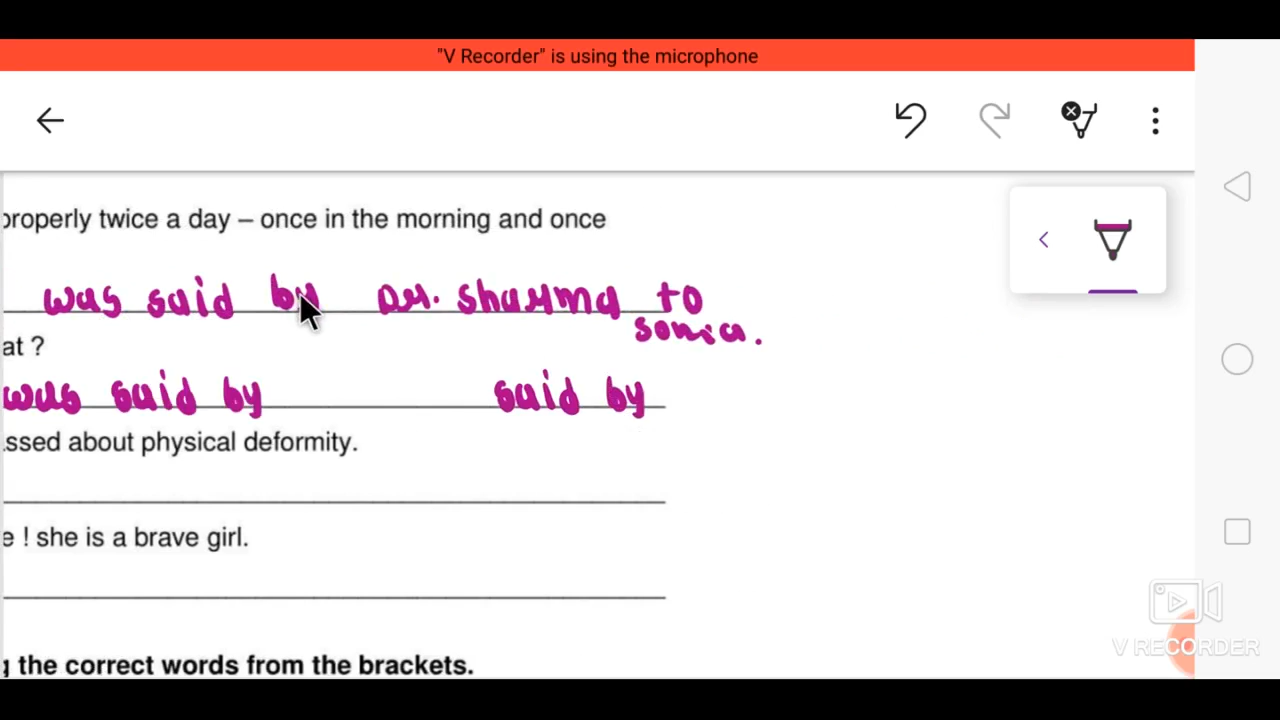 "V Recorder" is using the microphone
properly twice a day – once in the morning and once
was said by Dr. Sharma to
sonica.
at ?
was said by said by
ssed about physical deformity.
e ! she is a brave girl.
g the correct words from the brackets.
V RECORDER